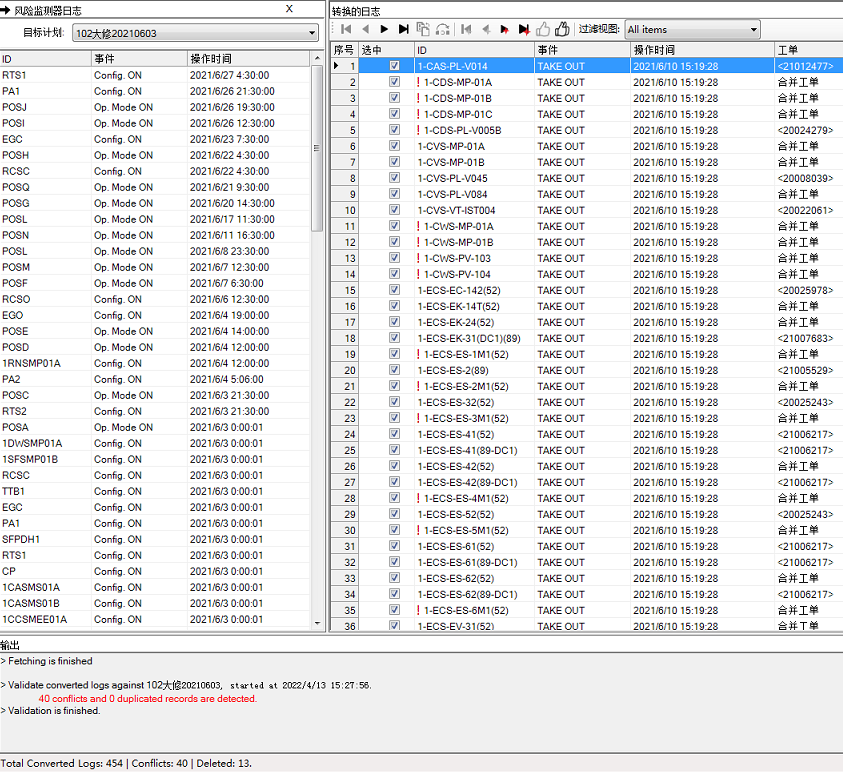 风险监测器日志 X
目标计划: 102大修20210603
ID 事件 操作时间
RTS1 Config. ON 2021/6/27 4:30:00
PA1 Config. ON 2021/6/26 21:30:00
POSJ Op. Mode ON 2021/6/26 19:30:00
POSI Op. Mode ON 2021/6/26 12:30:00
EGC Config. ON 2021/6/23 7:30:00
POSH Op. Mode ON 2021/6/22 4:30:00
RCSC Config. ON 2021/6/22 4:30:00
POSQ Op. Mode ON 2021/6/21 9:30:00
POSG Op. Mode ON 2021/6/20 14:30:00
POSL Op. Mode ON 2021/6/17 11:30:00
POSN Op. Mode ON 2021/6/11 16:30:00
POSL Op. Mode ON 2021/6/8 23:30:00
POSM Op. Mode ON 2021/6/7 12:30:00
POSF Op. Mode ON 2021/6/7 6:30:00
RCSO Config. ON 2021/6/6 12:30:00
EGO Config. ON 2021/6/4 19:00:00
POSE Op. Mode ON 2021/6/4 14:00:00
POSD Op. Mode ON 2021/6/4 12:00:00
1RNSMP01A Config. ON 2021/6/4 12:00:00
PA2 Config. ON 2021/6/4 5:06:00
POSC Op. Mode ON 2021/6/3 21:30:00
RTS2 Config. ON 2021/6/3 21:30:00
POSA Op. Mode ON 2021/6/3 0:00:01
1DWSMP01A Config. ON 2021/6/3 0:00:01
1SFSMP01B Config. ON 2021/6/3 0:00:01
RCSC Config. ON 2021/6/3 0:00:01
TTB1 Config. ON 2021/6/3 0:00:01
EGC Config. ON 2021/6/3 0:00:01
PA1 Config. ON 2021/6/3 0:00:01
SFPDH1 Config. ON 2021/6/3 0:00:01
RTS1 Config. ON 2021/6/3 0:00:01
CP Config. ON 2021/6/3 0:00:01
1CASMS01A Config. ON 2021/6/3 0:00:01
1CASMS01B Config. ON 2021/6/3 0:00:01
1CCSMEE01A Config. ON 2021/6/3 0:00:01
转换的日志
过滤视图: All items
序号 选中 ID 事件 操作时间 工单
1 1-CAS-PL-V014 TAKE OUT 2021/6/10 15:19:28 <21012477>
2 ! 1-CDS-MP-01A TAKE OUT 2021/6/10 15:19:28 合并工单
3 ! 1-CDS-MP-01B TAKE OUT 2021/6/10 15:19:28 合并工单
4 ! 1-CDS-MP-01C TAKE OUT 2021/6/10 15:19:28 合并工单
5 ! 1-CDS-PL-V005B TAKE OUT 2021/6/10 15:19:28 <20024279>
6 1-CVS-MP-01A TAKE OUT 2021/6/10 15:19:28 合并工单
7 1-CVS-MP-01B TAKE OUT 2021/6/10 15:19:28 合并工单
8 1-CVS-PL-V045 TAKE OUT 2021/6/10 15:19:28 <20008039>
9 1-CVS-PL-V084 TAKE OUT 2021/6/10 15:19:28 合并工单
10 1-CVS-VT-IST004 TAKE OUT 2021/6/10 15:19:28 <20022061>
11 ! 1-CWS-MP-01A TAKE OUT 2021/6/10 15:19:28 合并工单
12 ! 1-CWS-MP-01B TAKE OUT 2021/6/10 15:19:28 合并工单
13 ! 1-CWS-PV-103 TAKE OUT 2021/6/10 15:19:28 合并工单
14 ! 1-CWS-PV-104 TAKE OUT 2021/6/10 15:19:28 合并工单
15 1-ECS-EC-142(52) TAKE OUT 2021/6/10 15:19:28 <20025978>
16 1-ECS-EK-14T(52) TAKE OUT 2021/6/10 15:19:28 合并工单
17 1-ECS-EK-24(52) TAKE OUT 2021/6/10 15:19:28 合并工单
18 1-ECS-EK-31(DC1)(89) TAKE OUT 2021/6/10 15:19:28 <21007683>
19 ! 1-ECS-ES-1M1(52) TAKE OUT 2021/6/10 15:19:28 合并工单
20 1-ECS-ES-2(89) TAKE OUT 2021/6/10 15:19:28 <21005529>
21 ! 1-ECS-ES-2M1(52) TAKE OUT 2021/6/10 15:19:28 合并工单
22 1-ECS-ES-32(52) TAKE OUT 2021/6/10 15:19:28 <20025243>
23 ! 1-ECS-ES-3M1(52) TAKE OUT 2021/6/10 15:19:28 合并工单
24 1-ECS-ES-41(52) TAKE OUT 2021/6/10 15:19:28 <21006217>
25 1-ECS-ES-41(89-DC1) TAKE OUT 2021/6/10 15:19:28 <21006217>
26 1-ECS-ES-42(52) TAKE OUT 2021/6/10 15:19:28 合并工单
27 1-ECS-ES-42(89-DC1) TAKE OUT 2021/6/10 15:19:28 <21006217>
28 ! 1-ECS-ES-4M1(52) TAKE OUT 2021/6/10 15:19:28 合并工单
29 1-ECS-ES-52(52) TAKE OUT 2021/6/10 15:19:28 <20025243>
30 ! 1-ECS-ES-5M1(52) TAKE OUT 2021/6/10 15:19:28 合并工单
31 1-ECS-ES-61(52) TAKE OUT 2021/6/10 15:19:28 <21006217>
32 1-ECS-ES-61(89-DC1) TAKE OUT 2021/6/10 15:19:28 <21006217>
33 1-ECS-ES-62(52) TAKE OUT 2021/6/10 15:19:28 合并工单
34 1-ECS-ES-62(89-DC1) TAKE OUT 2021/6/10 15:19:28 <21006217>
35 ! 1-ECS-ES-6M1(52) TAKE OUT 2021/6/10 15:19:28 合并工单
36 1-ECS-EV-31(52) TAKE OUT 2021/6/10 15:19:28 合并工单
输出
> Fetching is finished
> Validate converted logs against 102大修20210603, started at 2022/4/13 15:27:56.
40 conflicts and 0 duplicated records are detected.
> Validation is finished.
Total Converted Logs: 454 | Conflicts: 40 | Deleted: 13.